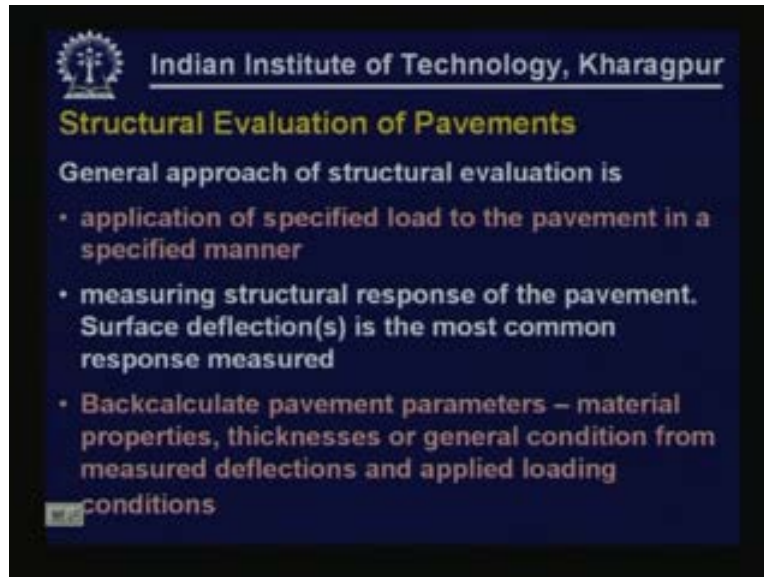 Indian Institute of Technology, Kharagpur
Structural Evaluation of Pavements
General approach of structural evaluation is
• application of specified load to the pavement in a
specified manner
• measuring structural response of the pavement.
Surface deflection(s) is the most common
response measured
• Backcalculate pavement parameters – material
properties, thicknesses or general condition from
measured deflections and applied loading
conditions